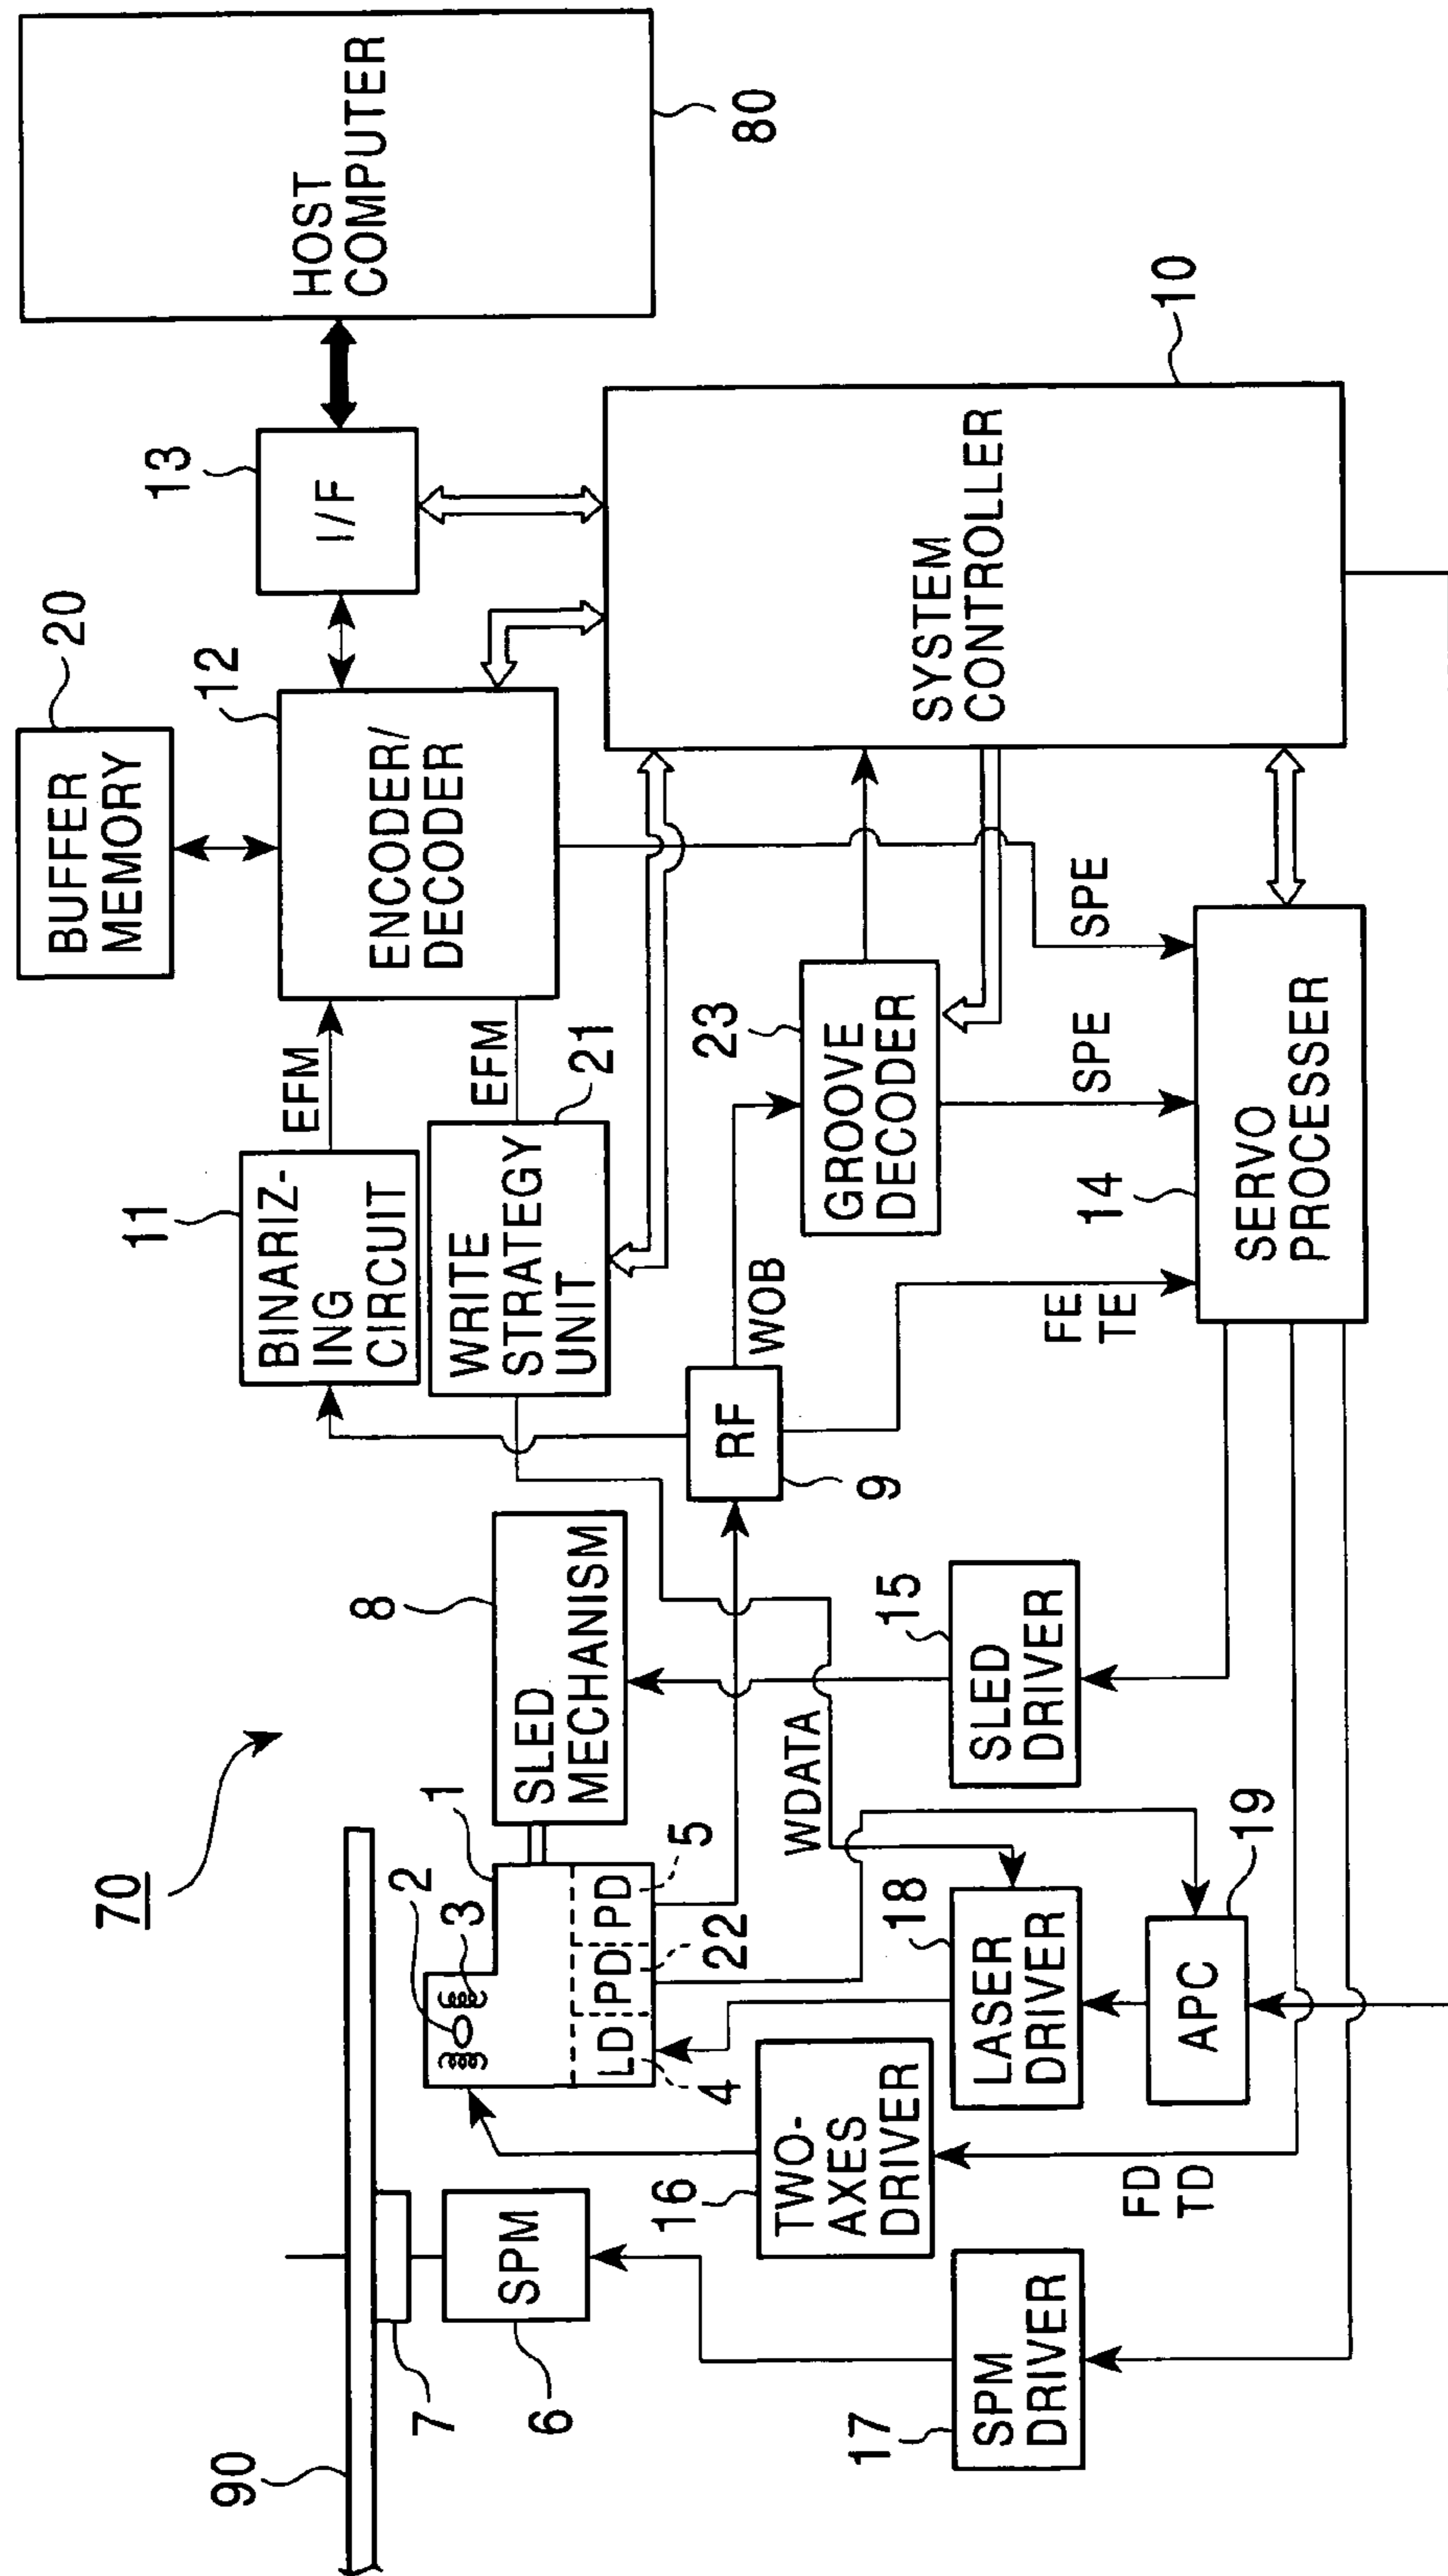 70
90
7
6
SPM
2
3
1
LD
PD
PD
4
22
5
8
SLED
MECHANISM
11
BINARIZ-
ING
CIRCUIT
EFM
20
BUFFER
MEMORY
12
ENCODER/
DECODER
13
I/F
HOST
COMPUTER
80
WRITE
STRATEGY
UNIT
EFM
21
RF
9
WOB
23
GROOVE
DECODER
SYSTEM
CONTROLLER
10
16
TWO-
AXES
DRIVER
WDATA
17
SPM
DRIVER
18
LASER
DRIVER
15
SLED
DRIVER
19
APC
FD
TD
FE
TE
SPE
SPE
14
SERVO
PROCESSER